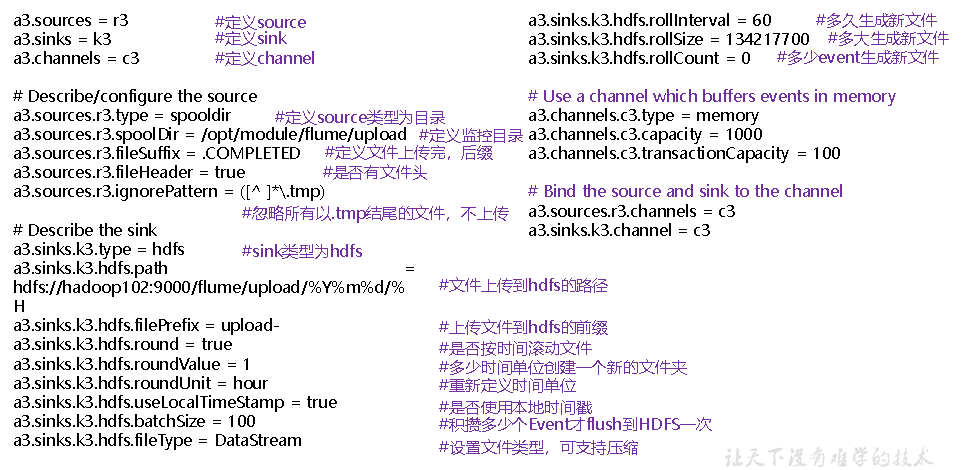 a3.sources = r3 #定义source
a3.sinks = k3 #定义sink
a3.channels = c3 #定义channel
# Describe/configure the source
a3.sources.r3.type = spooldir #定义source类型为目录
a3.sources.r3.spoolDir = /opt/module/flume/upload #定义监控目录
a3.sources.r3.fileSuffix = .COMPLETED #定义文件上传完，后缀
a3.sources.r3.fileHeader = true #是否有文件头
a3.sources.r3.ignorePattern = ([^ ]*\.tmp)
#忽略所有以.tmp结尾的文件，不上传
# Describe the sink
a3.sinks.k3.type = hdfs #sink类型为hdfs
a3.sinks.k3.hdfs.path =
hdfs://hadoop102:9000/flume/upload/%Y%m%d/% #文件上传到hdfs的路径
H
a3.sinks.k3.hdfs.filePrefix = upload- #上传文件到hdfs的前缀
a3.sinks.k3.hdfs.round = true #是否按时间滚动文件
a3.sinks.k3.hdfs.roundValue = 1 #多少时间单位创建一个新的文件夹
a3.sinks.k3.hdfs.roundUnit = hour #重新定义时间单位
a3.sinks.k3.hdfs.useLocalTimeStamp = true #是否使用本地时间戳
a3.sinks.k3.hdfs.batchSize = 100 #积攒多少个Event才flush到HDFS一次
a3.sinks.k3.hdfs.fileType = DataStream #设置文件类型，可支持压缩
a3.sinks.k3.hdfs.rollInterval = 60 #多久生成新文件
a3.sinks.k3.hdfs.rollSize = 134217700 #多大生成新文件
a3.sinks.k3.hdfs.rollCount = 0 #多少event生成新文件
# Use a channel which buffers events in memory
a3.channels.c3.type = memory
a3.channels.c3.capacity = 1000
a3.channels.c3.transactionCapacity = 100
# Bind the source and sink to the channel
a3.sources.r3.channels = c3
a3.sinks.k3.channel = c3
让天下没有难学的技术